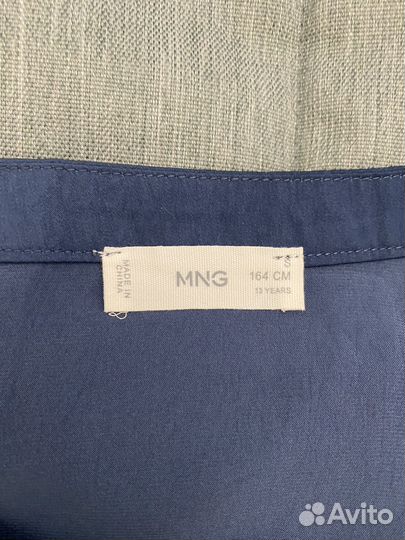 MADE IN
CHINA
MNG
S
164 CM
13 YEARS
Avito